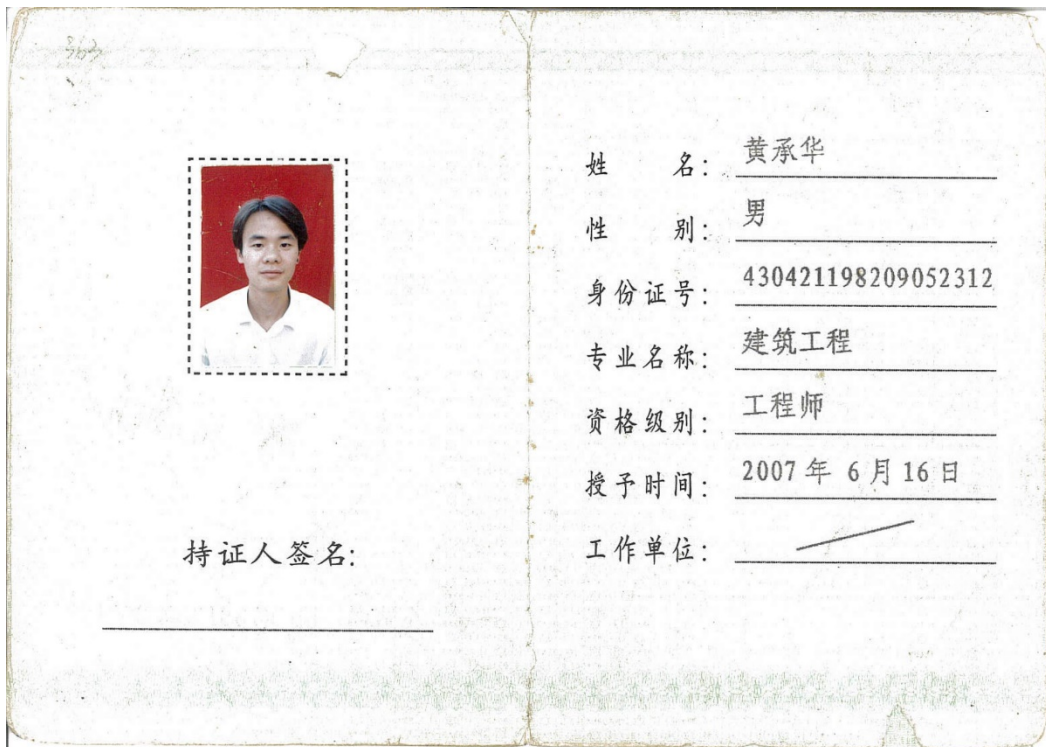 持证人签名:
姓 名: 黄承华
性 别: 男
身份证号: 430421198209052312
专业名称: 建筑工程
资格级别: 工程师
授予时间: 2007 年 6 月 16 日
工作单位: